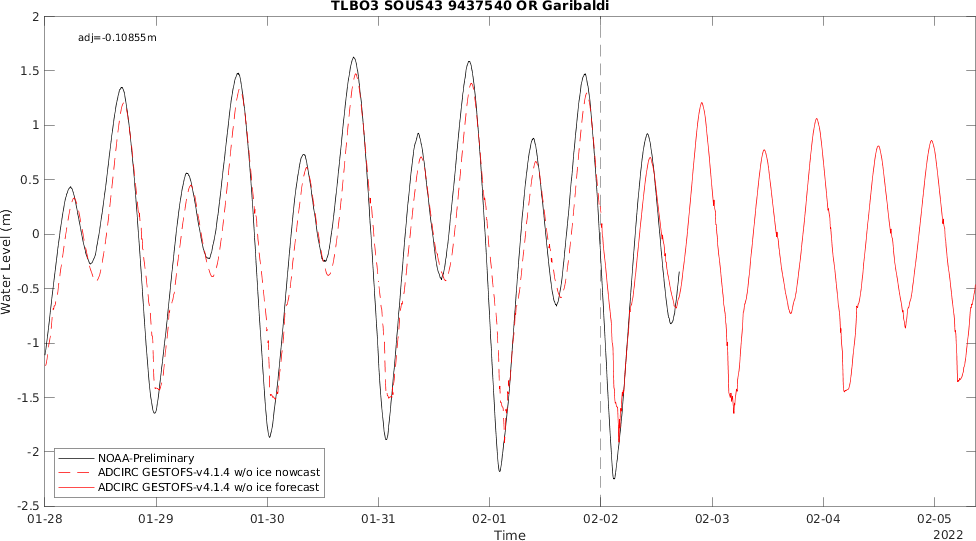 TLBO3 SOUS43 9437540 OR Garibaldi
adj=-0.10855m
2
1.5
1
0.5
0
-0.5
-1
-1.5
-2
-2.5
Water Level (m)
NOAA-Preliminary
ADCIRC GESTOFS-v4.1.4 w/o ice nowcast
ADCIRC GESTOFS-v4.1.4 w/o ice forecast
01-28 01-29 01-30 01-31 02-01 02-02 02-03 02-04 02-05
Time
2022